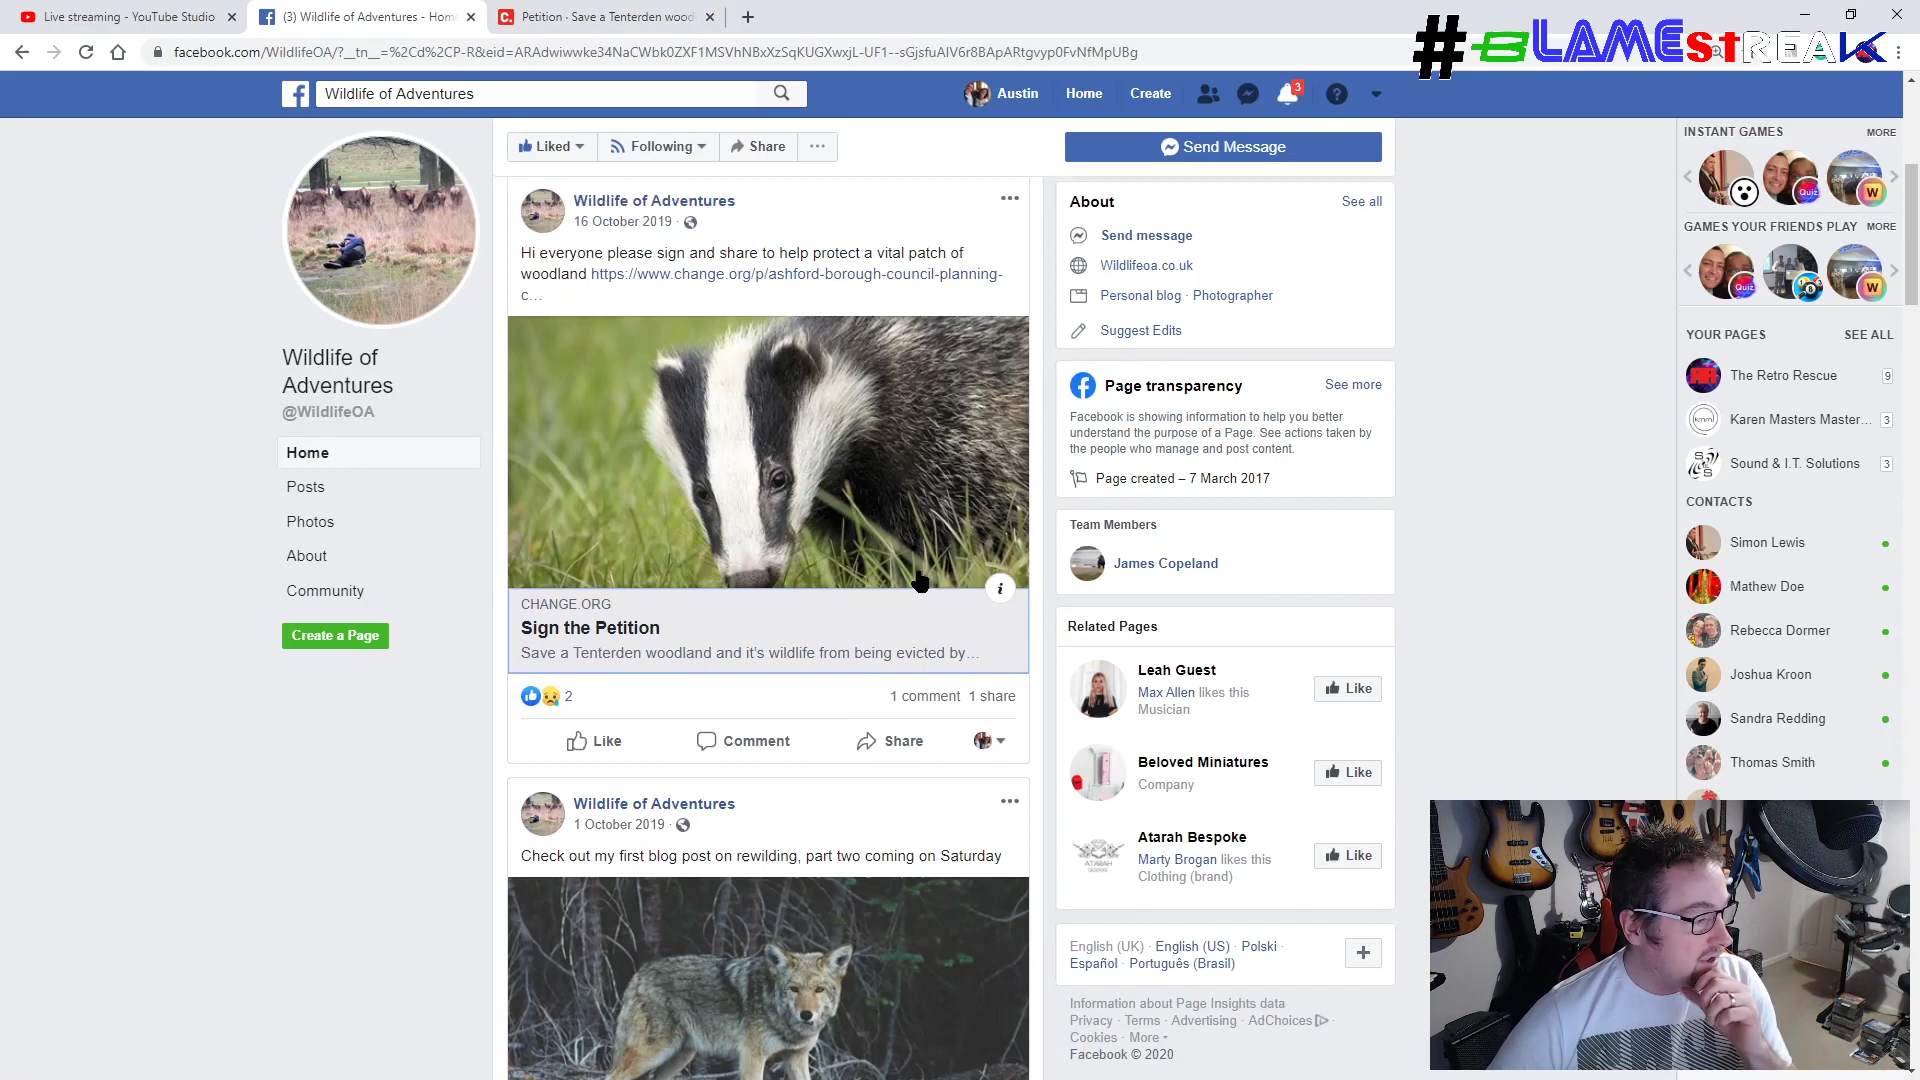 Live streaming - YouTube Studio
(3) Wildlife of Adventures - Home
Petition · Save a Tenterden wood
facebook.com/WildlifeOA/?__tn__=%2Cd%2CP-R&eid=ARAdwiwwke34NaCWbk0ZXF1MSVhNBxXzSqKUGXwxjL-UF1--sGjsfuAIV6r8BApARtgvyp0FvNfMpUBg
#BLAMEstREAK
Wildlife of Adventures
Austin
Home
Create
3
Liked
Following
Share
Send Message
Wildlife of
Adventures
@WildlifeOA
Home
Posts
Photos
About
Community
Create a Page
Wildlife of Adventures
16 October 2019 ·
Hi everyone please sign and share to help protect a vital patch of
woodland https://www.change.org/p/ashford-borough-council-planning-
c...
CHANGE.ORG
Sign the Petition
Save a Tenterden woodland and it's wildlife from being evicted by...
2
1 comment 1 share
Like
Comment
Share
Wildlife of Adventures
1 October 2019 ·
Check out my first blog post on rewilding, part two coming on Saturday
About
See all
Send message
Wildlifeoa.co.uk
Personal blog · Photographer
Suggest Edits
Page transparency
See more
Facebook is showing information to help you better
understand the purpose of a Page. See actions taken by
the people who manage and post content.
Page created – 7 March 2017
Team Members
James Copeland
Related Pages
Leah Guest
Max Allen likes this
Musician
Like
Beloved Miniatures
Company
Like
Atarah Bespoke
Marty Brogan likes this
Clothing (brand)
Like
ATARAH
English (UK) · English (US) · Polski ·
Español · Português (Brasil)
Information about Page Insights data
Privacy · Terms · Advertising · AdChoices ·
Cookies · More
Facebook © 2020
INSTANT GAMES
MORE
Quiz
W
GAMES YOUR FRIENDS PLAY
MORE
Quiz
8
W
YOUR PAGES
SEE ALL
The Retro Rescue
9
Karen Masters Master...
3
kmm
Sound & I.T. Solutions
3
CONTACTS
Simon Lewis
Mathew Doe
Rebecca Dormer
Joshua Kroon
Sandra Redding
Thomas Smith